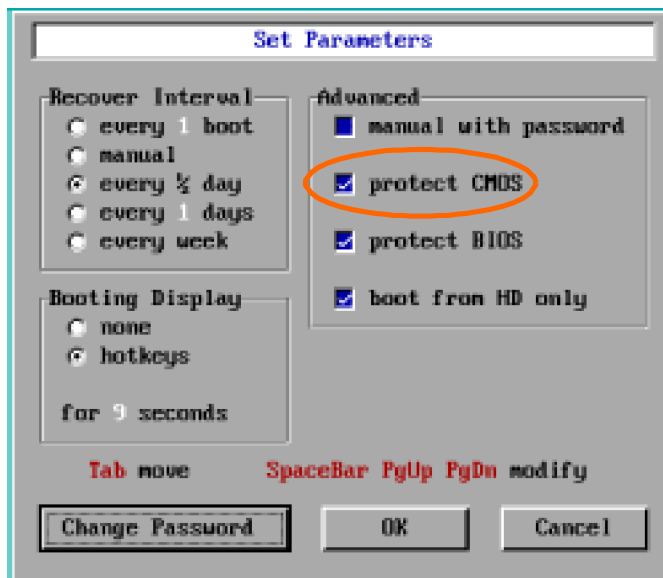 Set Parameters
Recover Interval
every 1 boot
manual
every ½ day
every 1 days
every week
Booting Display
none
hotkeys
for 9 seconds
Advanced
manual with password
protect CMOS
protect BIOS
boot from HD only
Tab move SpaceBar PgUp PgDn modify
Change Password OK Cancel